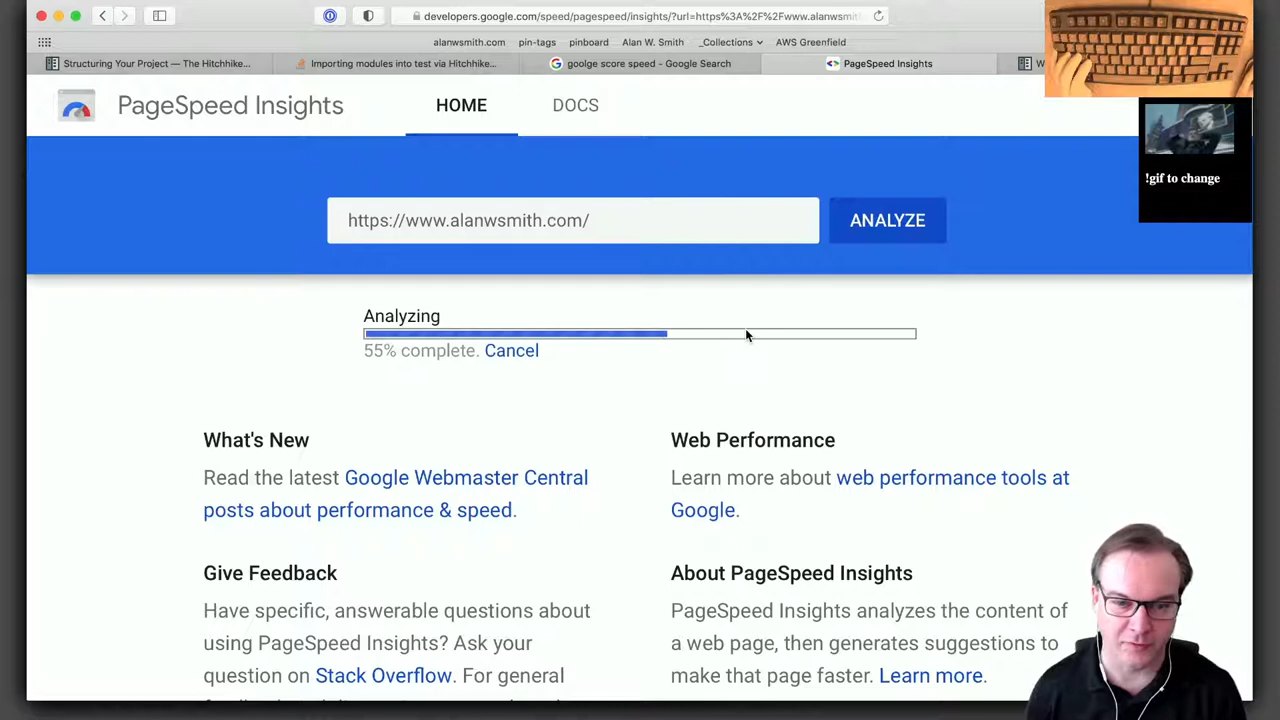 developers.google.com/speed/pagespeed/insights/?url=https%3A%2F%2Fwww.alanwsmit
alanwsmith.com
pin-tags
pinboard
Alan W. Smith
_Collections
AWS Greenfield
Structuring Your Project — The Hitchhike...
Importing modules into test via Hitchhike...
goolge score speed - Google Search
PageSpeed Insights
W
PageSpeed Insights
HOME
DOCS
!gif to change
https://www.alanwsmith.com/
ANALYZE
Analyzing
55% complete. Cancel
What's New
Read the latest Google Webmaster Central
posts about performance & speed.
Web Performance
Learn more about web performance tools at
Google.
Give Feedback
Have specific, answerable questions about
using PageSpeed Insights? Ask your
question on Stack Overflow. For general
About PageSpeed Insights
PageSpeed Insights analyzes the content of
a web page, then generates suggestions to
make that page faster. Learn more.